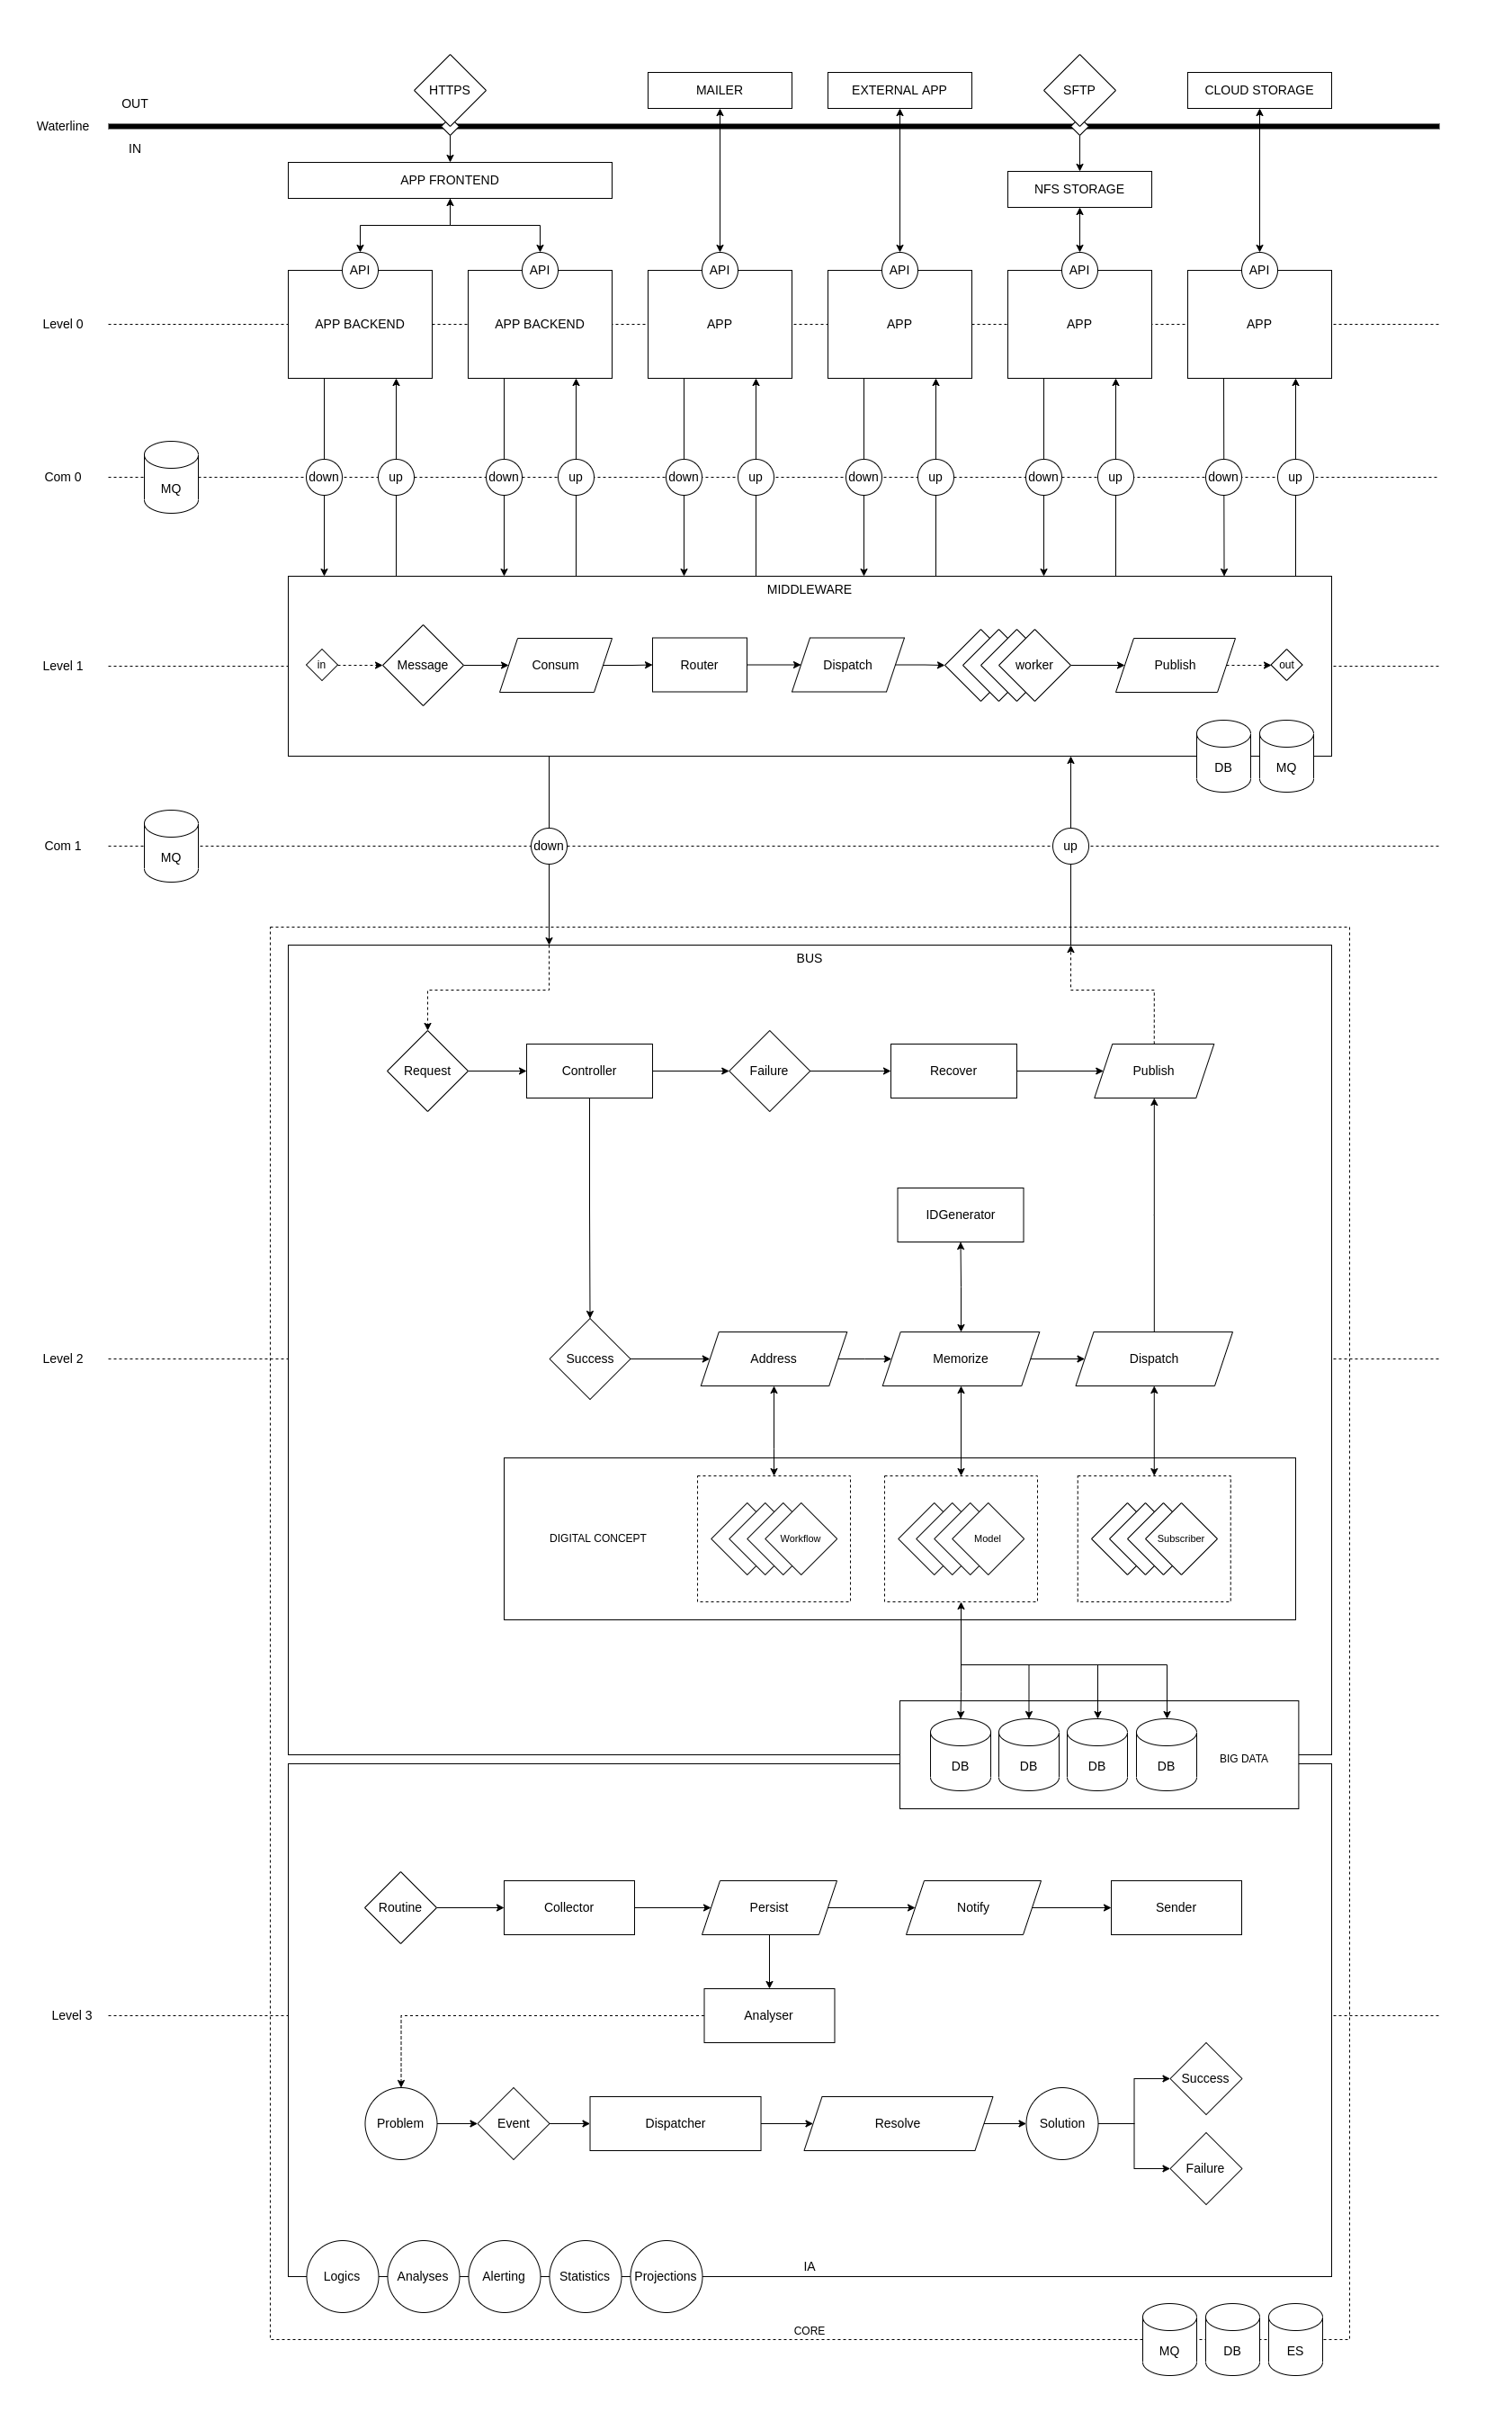 HTTPS
MAILER
EXTERNAL APP
SFTP
CLOUD STORAGE
OUT
Waterline
IN
APP FRONTEND
NFS STORAGE
API
API
API
API
API
API
Level 0
APP BACKEND
APP BACKEND
APP
APP
APP
APP
Com 0
MQ
down
up
down
up
down
up
down
up
down
up
down
up
MIDDLEWARE
Level 1
in
Message
Consum
Router
Dispatch
worker
Publish
out
DB
MQ
Com 1
MQ
down
up
BUS
Request
Controller
Failure
Recover
Publish
IDGenerator
Level 2
Success
Address
Memorize
Dispatch
DIGITAL CONCEPT
Workflow
Model
Subscriber
DB
DB
DB
DB
BIG DATA
Routine
Collector
Persist
Notify
Sender
Level 3
Analyser
Success
Problem
Event
Dispatcher
Resolve
Solution
Failure
IA
Logics
Analyses
Alerting
Statistics
Projections
CORE
MQ
DB
ES